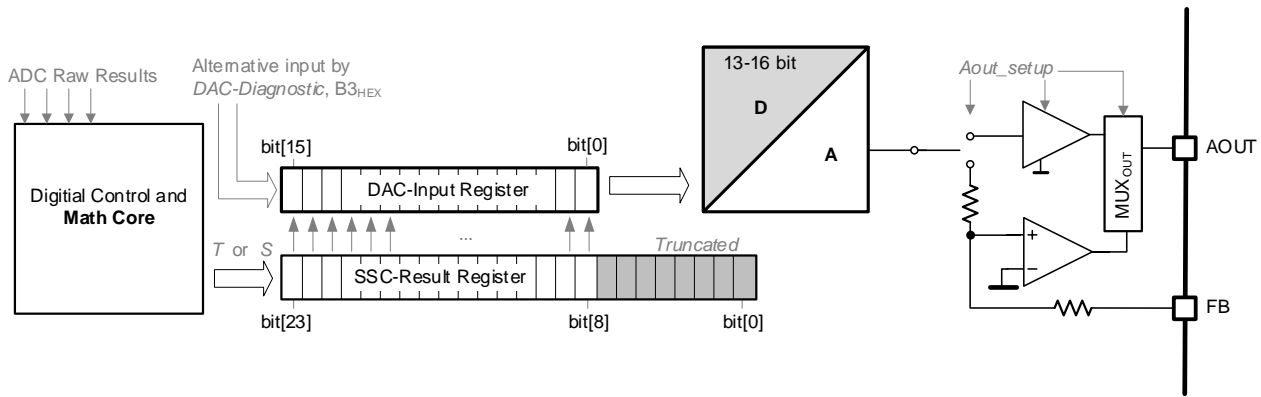 ADC Raw Results
Alternative input by
DAC-Diagnostic, B3HEX
13-16 bit
D
A
Aout_setup
bit[15]
bit[0]
DAC-Input Register
AOUT
MUXOUT
Digitial Control and
Math Core
T or S
...
Truncated
SSC-Result Register
+
−
bit[23]
bit[8]
bit[0]
FB